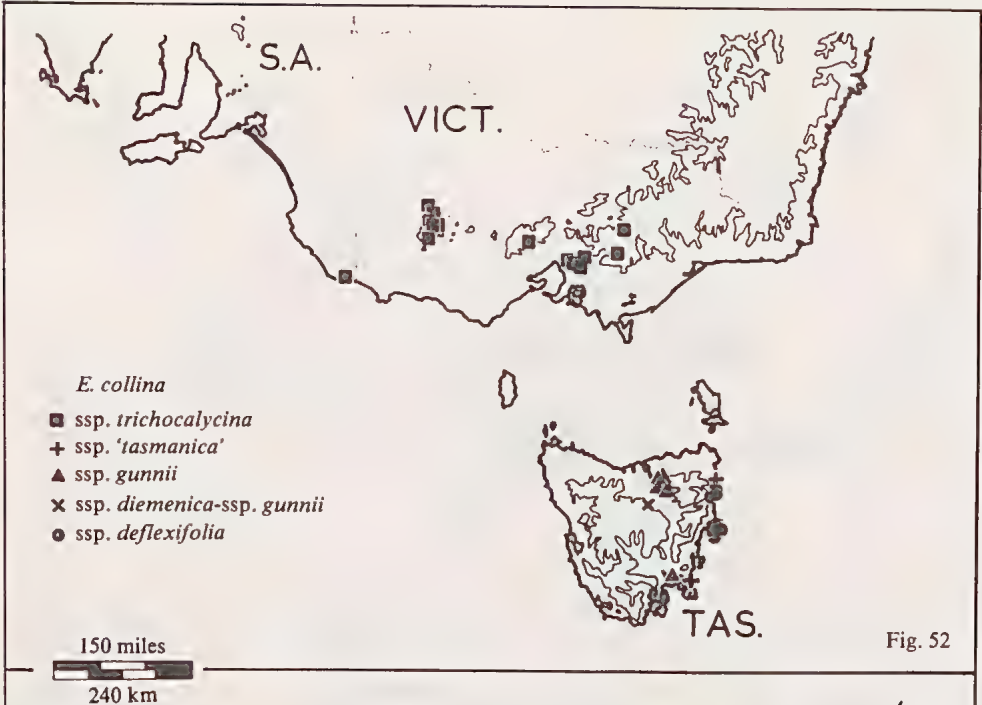 S.A.
VICT.
E. collina
ssp. trichocalycina
ssp. 'tasmanica'
ssp. gunnii
ssp. diemenica-ssp. gunnii
ssp. deflexifolia
TAS.
Fig. 52
150 miles
240 km